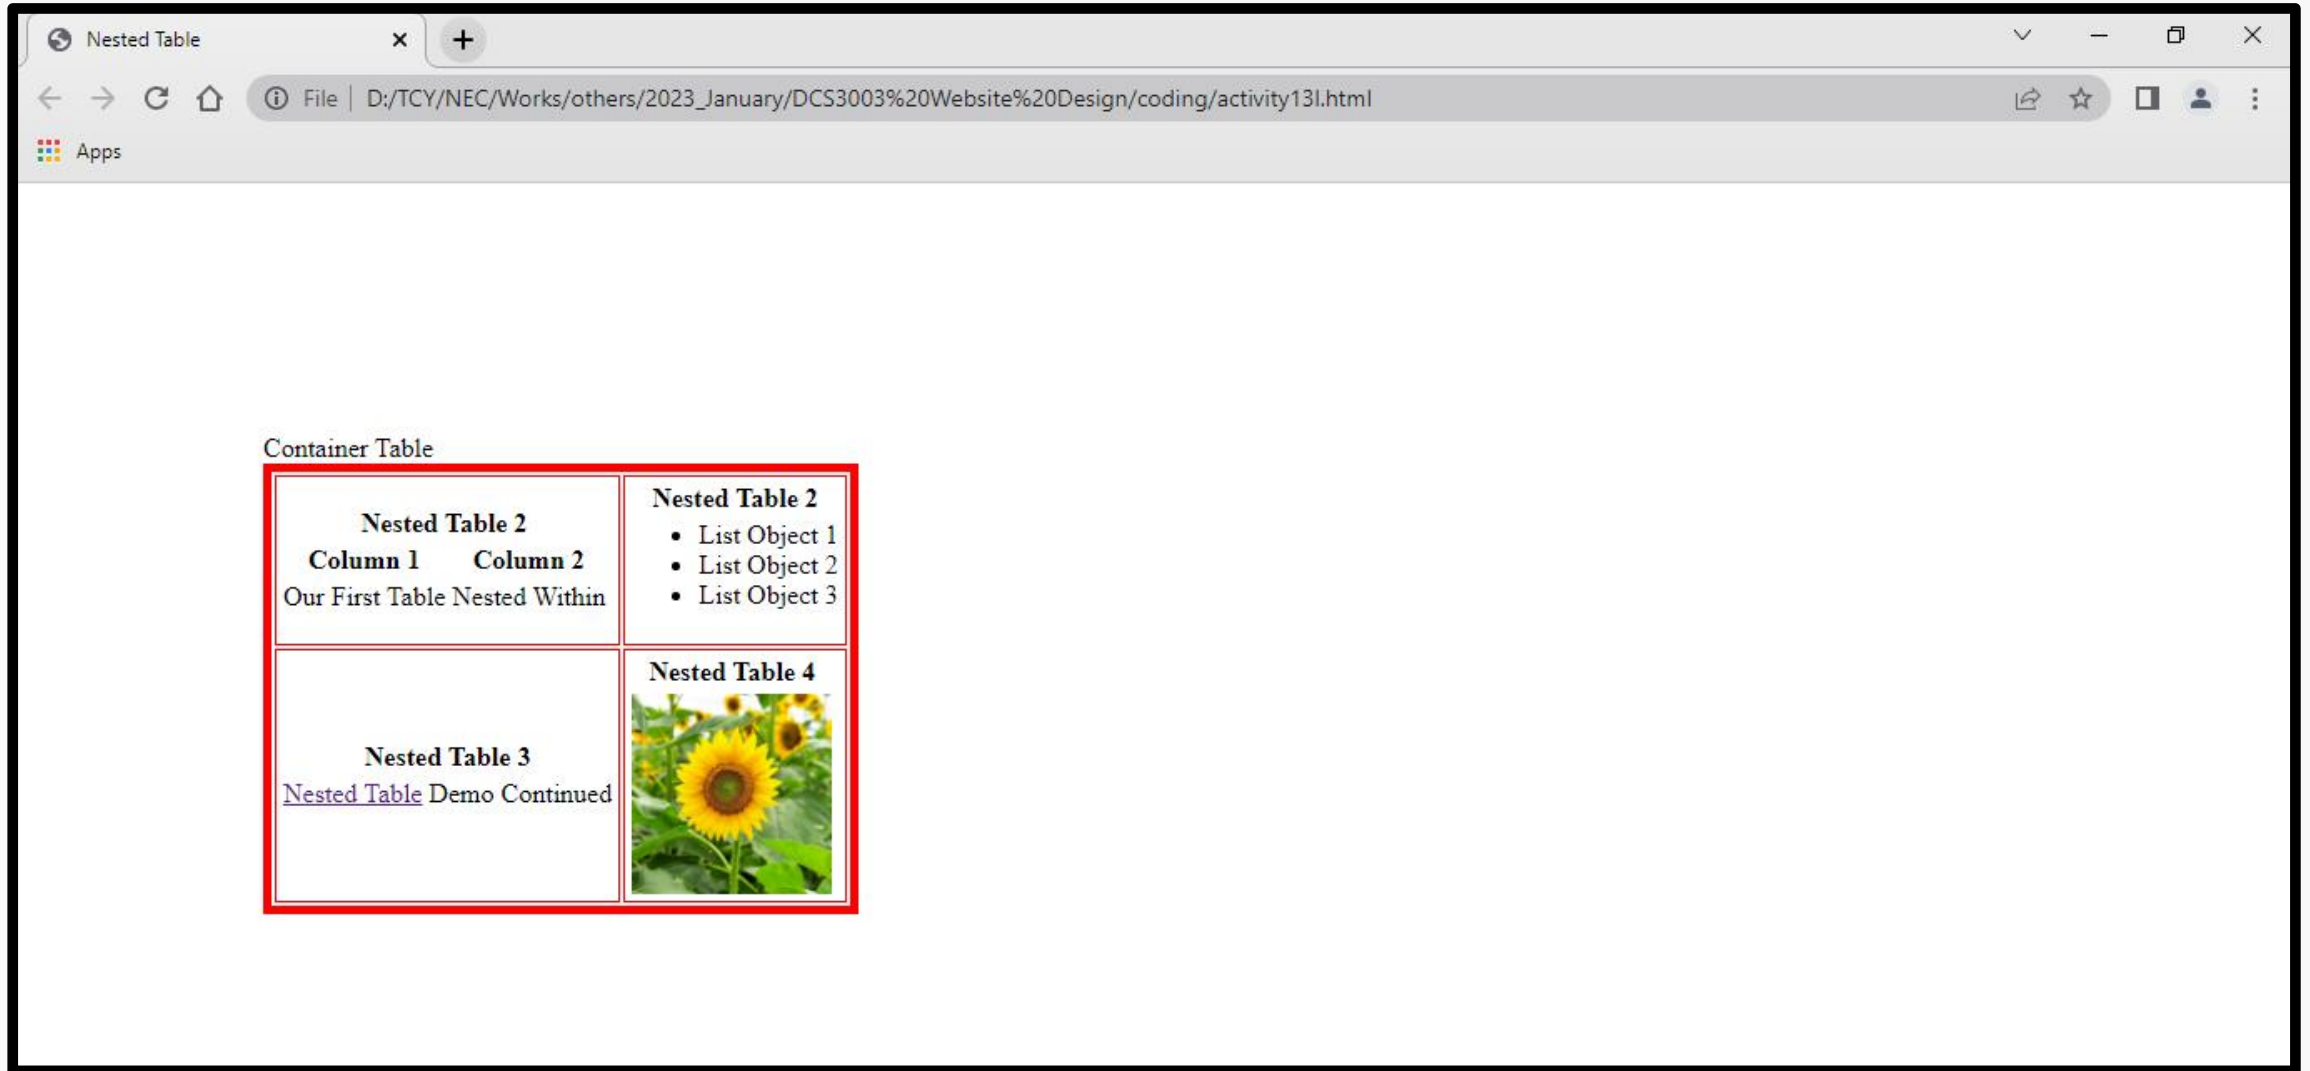 Nested Table
File | D:/TCY/NEC/Works/others/2023_January/DCS3003%20Website%20Design/coding/activity13l.html
Apps
Container Table
Nested Table 2
Column 1 Column 2
Our First Table Nested Within
Nested Table 2
• List Object 1
• List Object 2
• List Object 3
Nested Table 3
Nested Table Demo Continued
Nested Table 4